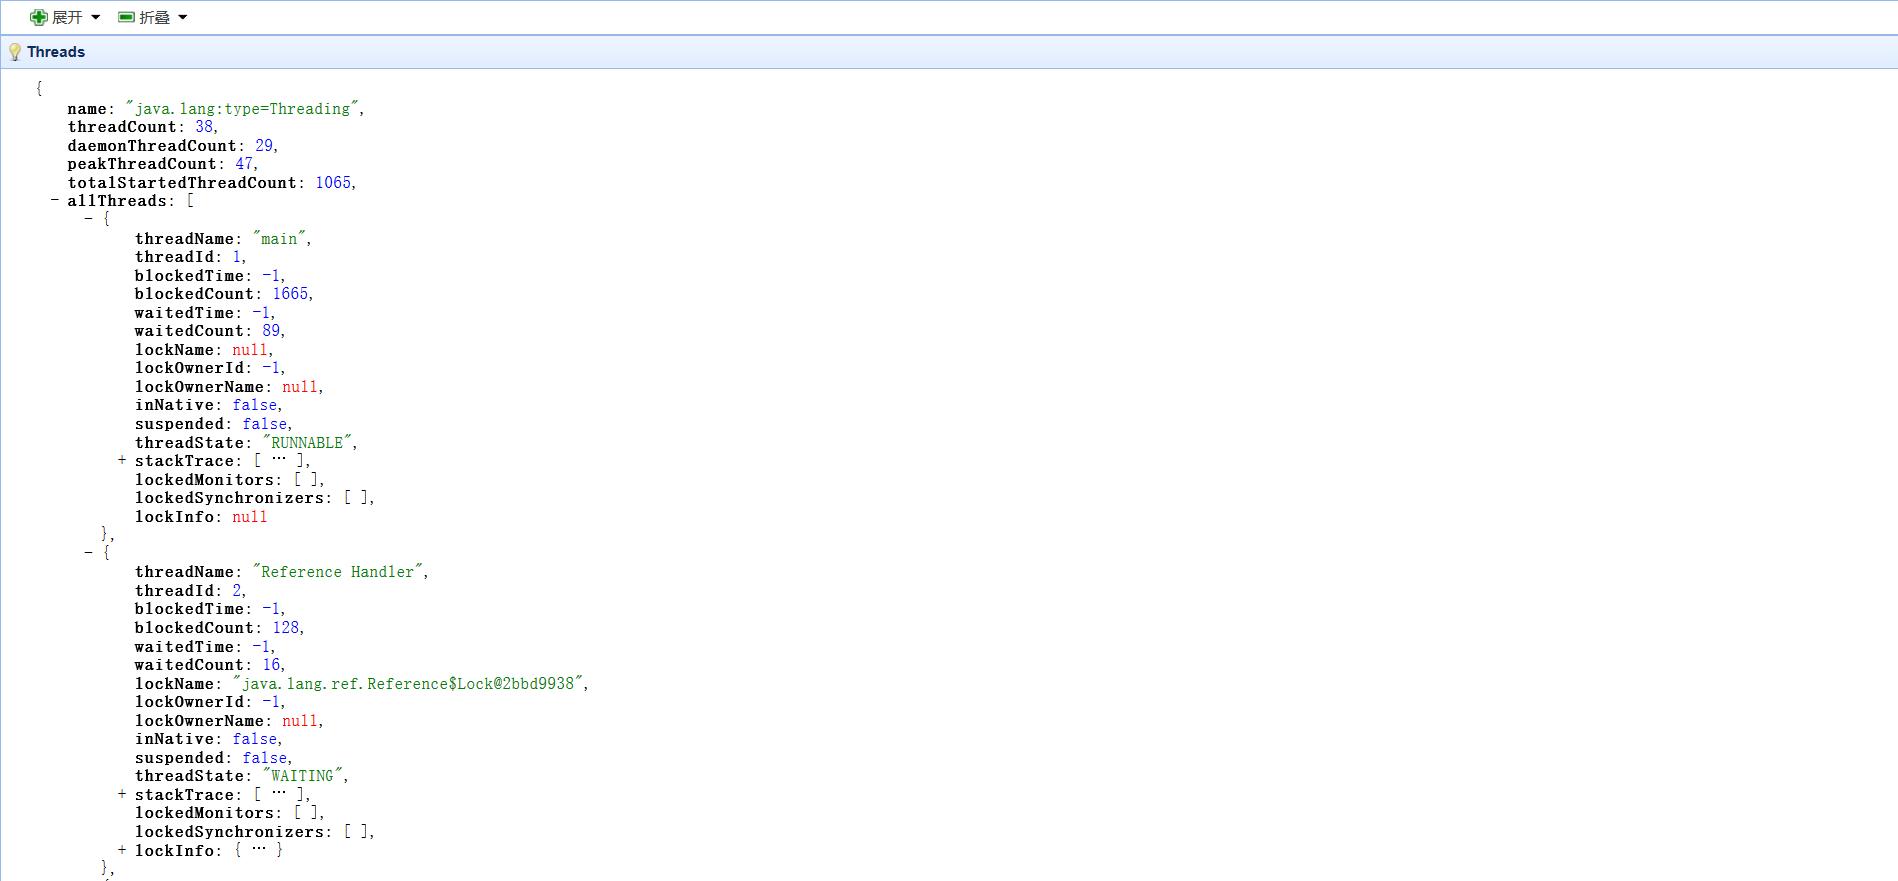 展开 折叠
Threads
{
name: "java.lang:type=Threading",
threadCount: 38,
daemonThreadCount: 29,
peakThreadCount: 47,
totalStartedThreadCount: 1065,
- allThreads: [
- {
threadName: "main",
threadId: 1,
blockedTime: -1,
blockedCount: 1665,
waitedTime: -1,
waitedCount: 89,
lockName: null,
lockOwnerId: -1,
lockOwnerName: null,
inNative: false,
suspended: false,
threadState: "RUNNABLE",
+ stackTrace: [ ... ],
lockedMonitors: [ ],
lockedSynchronizers: [ ],
lockInfo: null
},
- {
threadName: "Reference Handler",
threadId: 2,
blockedTime: -1,
blockedCount: 128,
waitedTime: -1,
waitedCount: 16,
lockName: "java.lang.ref.Reference$Lock@2bbd9938",
lockOwnerId: -1,
lockOwnerName: null,
inNative: false,
suspended: false,
threadState: "WAITING",
+ stackTrace: [ ... ],
lockedMonitors: [ ],
lockedSynchronizers: [ ],
+ lockInfo: { ... }
},